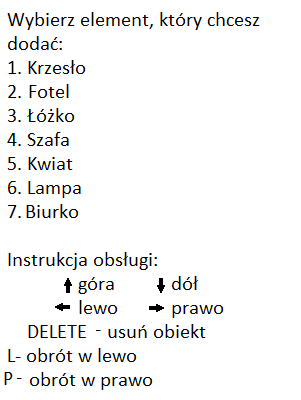 Wybierz element, który chcesz
dodać:
1. Krzesło
2. Fotel
3. Łóżko
4. Szafa
5. Kwiat
6. Lampa
7. Biurko
Instrukcja obsługi:
↑ góra ↓ dół
← lewo → prawo
DELETE - usuń obiekt
L- obrót w lewo
P- obrót w prawo